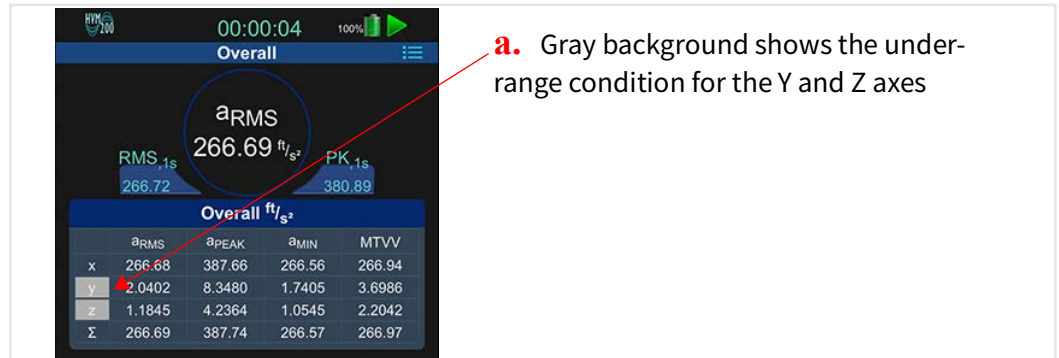 HVM200 00:00:04 100%
Overall
aRMS
266.69 ft/s²
RMS,1s PK,1s
266.72 380.89
Overall ft/s²
aRMS aPEAK aMIN MTVV
x 266.68 387.66 266.56 266.94
y 2.0402 8.3480 1.7405 3.6986
z 1.1845 4.2364 1.0545 2.2042
Σ 266.69 387.74 266.57 266.97
a. Gray background shows the under-
range condition for the Y and Z axes